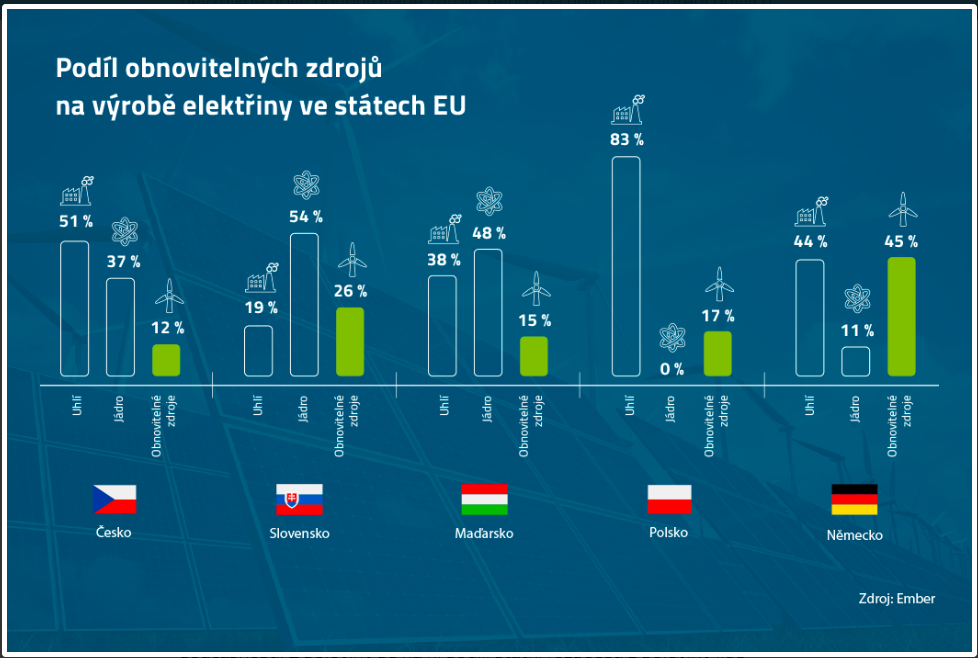 Podíl obnovitelných zdrojů
na výrobě elektřiny ve státech EU
51 %
37 %
12 %
Uhlí
Jádro
Obnovitelné
zdroje
Česko
19 %
54 %
26 %
Uhlí
Jádro
Obnovitelné
zdroje
Slovensko
38 %
48 %
15 %
Uhlí
Jádro
Obnovitelné
zdroje
Maďarsko
83 %
0 %
17 %
Uhlí
Jádro
Obnovitelné
zdroje
Polsko
44 %
11 %
45 %
Uhlí
Jádro
Obnovitelné
zdroje
Německo
Zdroj: Ember